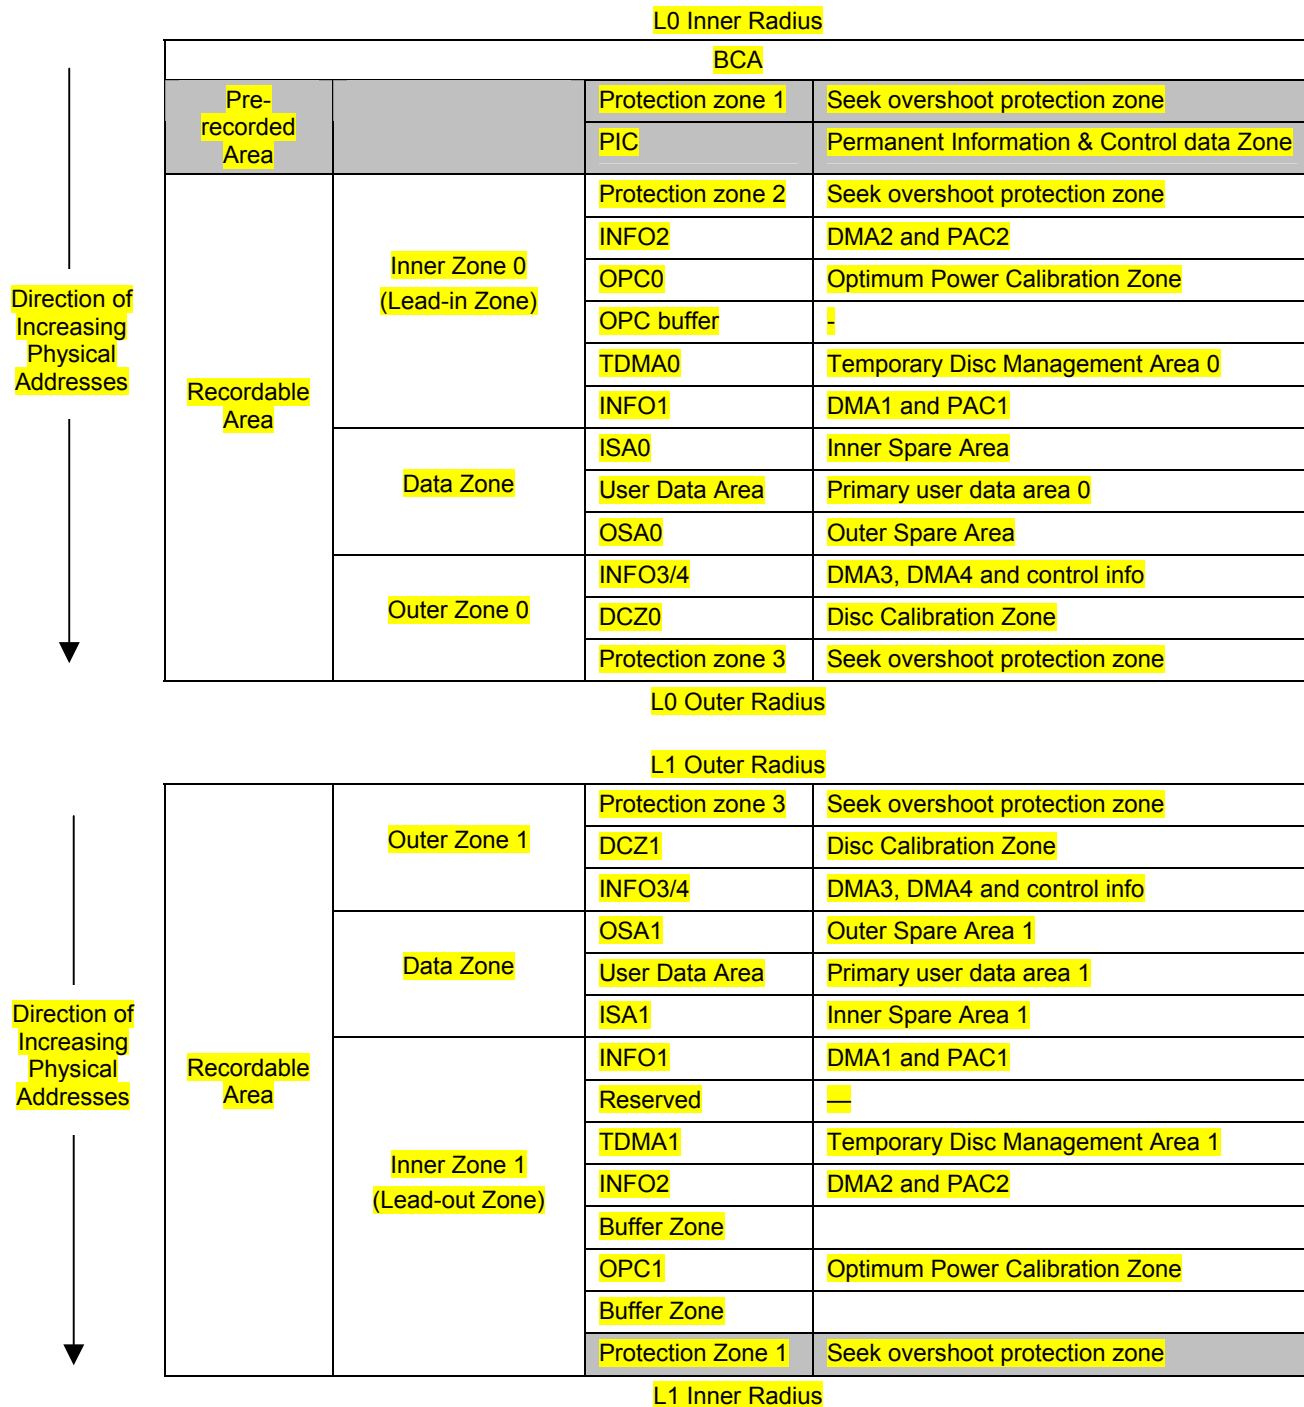 L0 Inner Radius
BCA
Pre-
recorded
Area
Protection zone 1 Seek overshoot protection zone
PIC Permanent Information & Control data Zone
Direction of
Increasing
Physical
Addresses
Recordable
Area
Inner Zone 0
(Lead-in Zone)
Protection zone 2 Seek overshoot protection zone
INFO2 DMA2 and PAC2
OPC0 Optimum Power Calibration Zone
OPC buffer -
TDMA0 Temporary Disc Management Area 0
INFO1 DMA1 and PAC1
Data Zone
ISA0 Inner Spare Area
User Data Area Primary user data area 0
OSA0 Outer Spare Area
Outer Zone 0
INFO3/4 DMA3, DMA4 and control info
DCZ0 Disc Calibration Zone
Protection zone 3 Seek overshoot protection zone
L0 Outer Radius
L1 Outer Radius
Direction of
Increasing
Physical
Addresses
Recordable
Area
Outer Zone 1
Protection zone 3 Seek overshoot protection zone
DCZ1 Disc Calibration Zone
INFO3/4 DMA3, DMA4 and control info
Data Zone
OSA1 Outer Spare Area 1
User Data Area Primary user data area 1
ISA1 Inner Spare Area 1
Inner Zone 1
(Lead-out Zone)
INFO1 DMA1 and PAC1
Reserved —
TDMA1 Temporary Disc Management Area 1
INFO2 DMA2 and PAC2
Buffer Zone
OPC1 Optimum Power Calibration Zone
Buffer Zone
Protection Zone 1 Seek overshoot protection zone
L1 Inner Radius